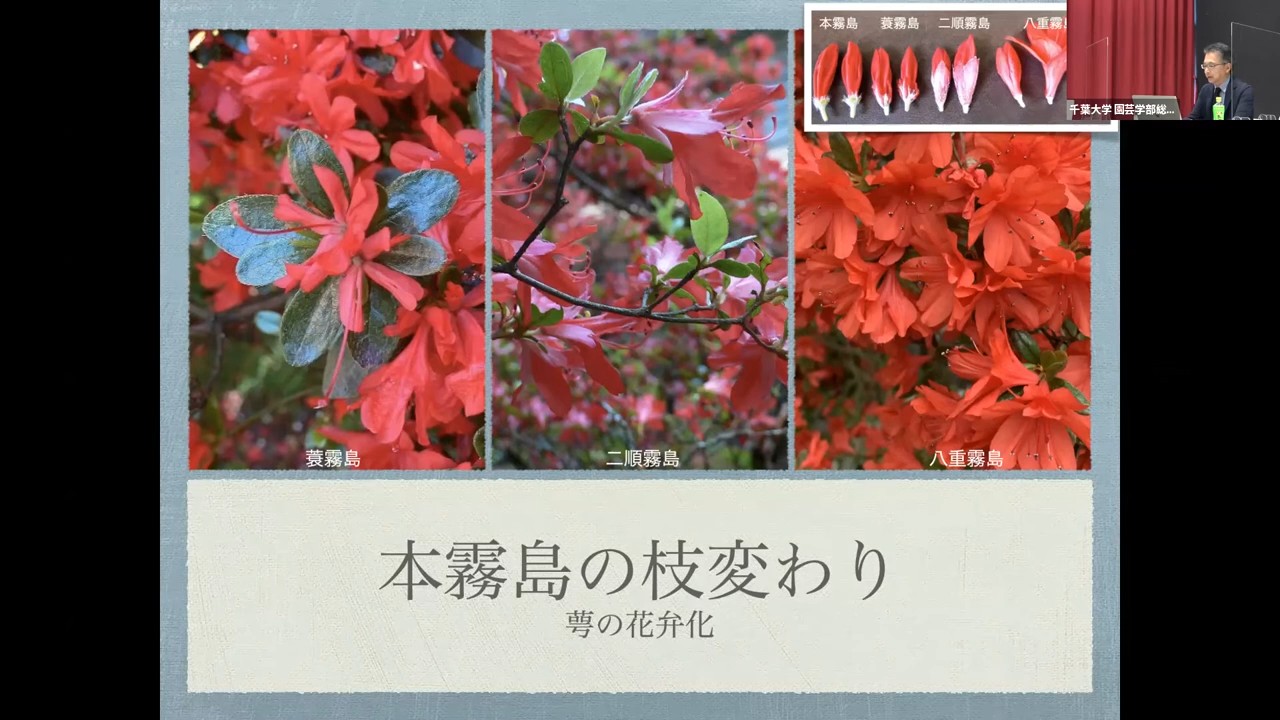 本霧島 蓑霧島 二順霧島 八重霧島
千葉大学 園芸学部総...
蓑霧島 二順霧島 八重霧島
本霧島の枝変わり
萼の花弁化